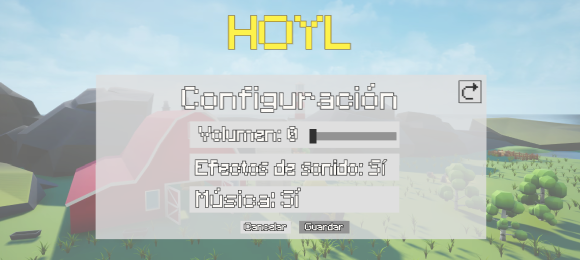 HOYL
Configuración
Volumen: 0
Efectos de sonido: Sí
Música: Sí
Cancelar Guardar